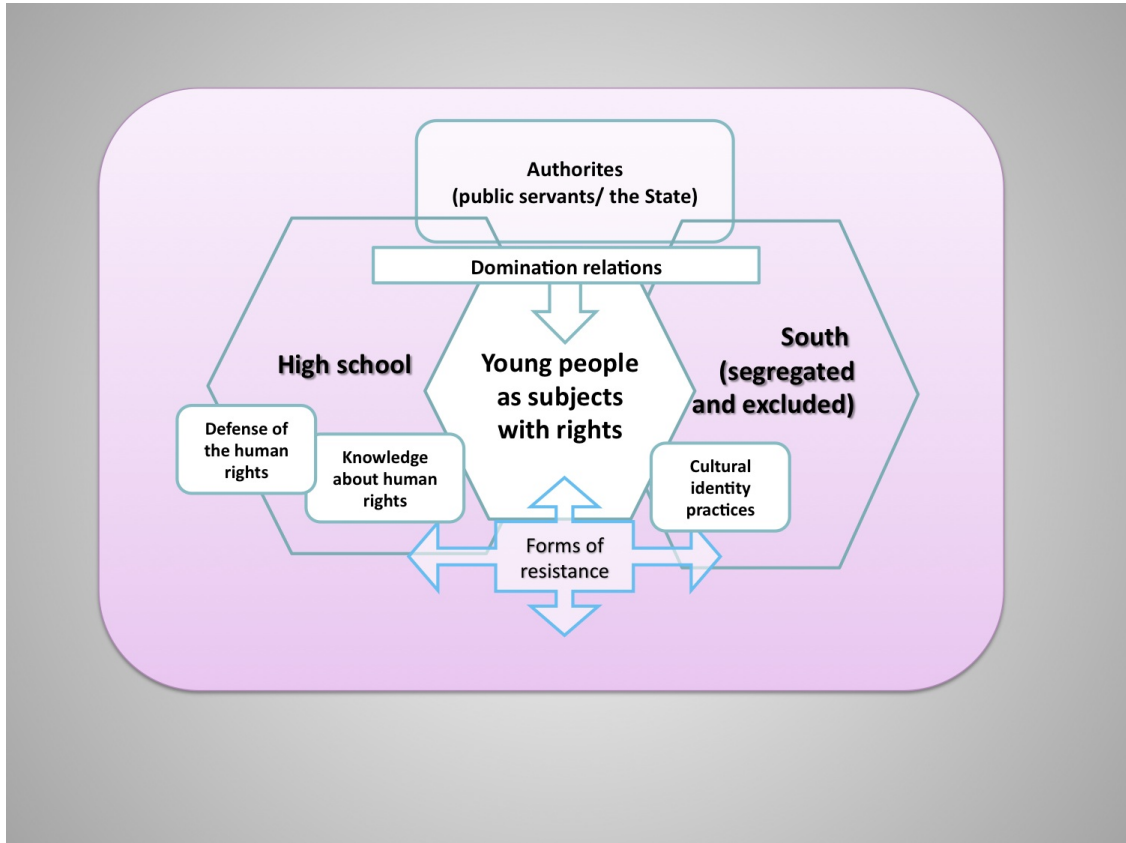 Authorites
(public servants/ the State)
Domination relations
High school
Young people
as subjects
with rights
South
(segregated
and excluded)
Defense of
the human
rights
Knowledge
about human
rights
Cultural
identity
practices
Forms of
resistance